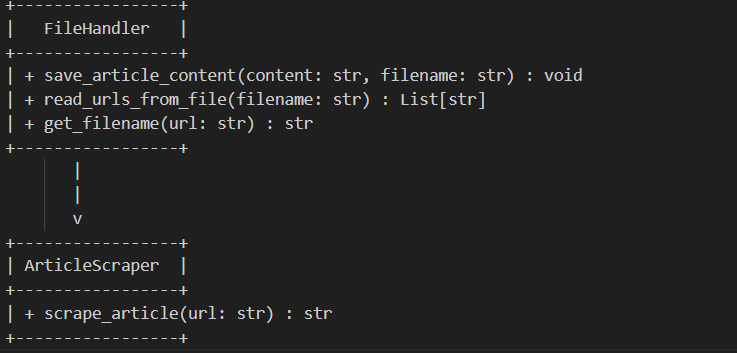 +-----------------+
|   FileHandler   |
+-----------------+
| + save_article_content(content: str, filename: str) : void
| + read_urls_from_file(filename: str) : List[str]
| + get_filename(url: str) : str
+-----------------+
       |
       |
       v
+-----------------+
| ArticleScraper  |
+-----------------+
| + scrape_article(url: str) : str
+-----------------+